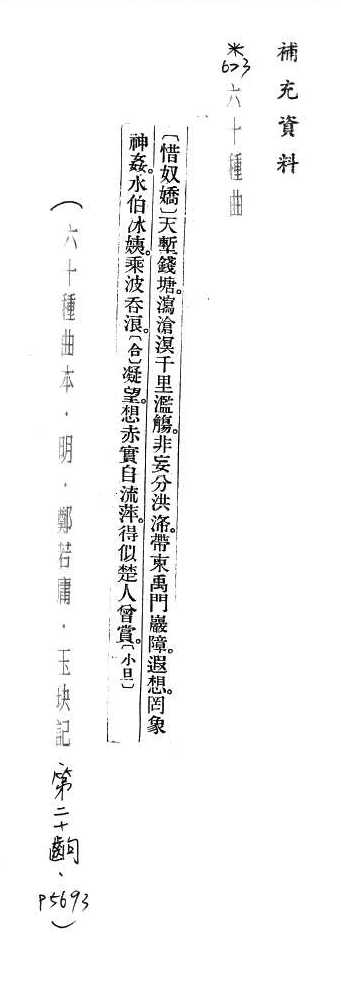 補充資料
※673
六十種曲
〔惜奴嬌〕天塹錢塘。瀉滄溟千里濫觴。非妄分洪洚。帶東禹門巖障。遐想。罔象
神姦。水伯冰姨。乘波吞浪。〔合〕凝望。想赤實自流萍。得似楚人曾賞。〔小旦〕
(六十種曲本．明．鄭若庸．玉玦記第二十齣．P5693)